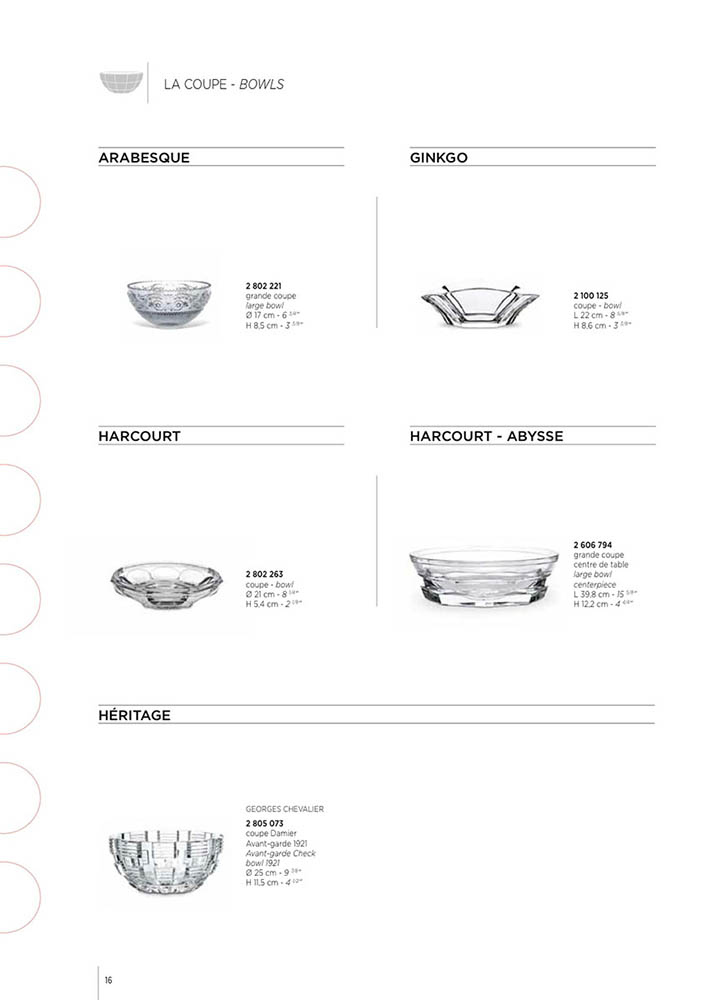 LA COUPE - BOWLS
ARABESQUE
2 802 221
grande coupe
large bowl
Ø 17 cm - 6 3/4"
H 8,5 cm - 3 3/8"
GINKGO
2 100 125
coupe - bowl
L 22 cm - 8 5/8"
H 8,6 cm - 3 3/8"
HARCOURT
2 802 263
coupe - bowl
Ø 21 cm - 8 1/4"
H 5,4 cm - 2 1/8"
HARCOURT - ABYSSE
2 606 794
grande coupe
centre de table
large bowl
centerpiece
L 39,8 cm - 15 5/8"
H 12,2 cm - 4
HÉRITAGE
GEORGES CHEVALIER
2 805 073
coupe Damier
Avant-garde 1921
Avant-garde Check
bowl 1921
Ø 25 cm - 9 7/8"
H 11,5 cm - 4 1/2"
16